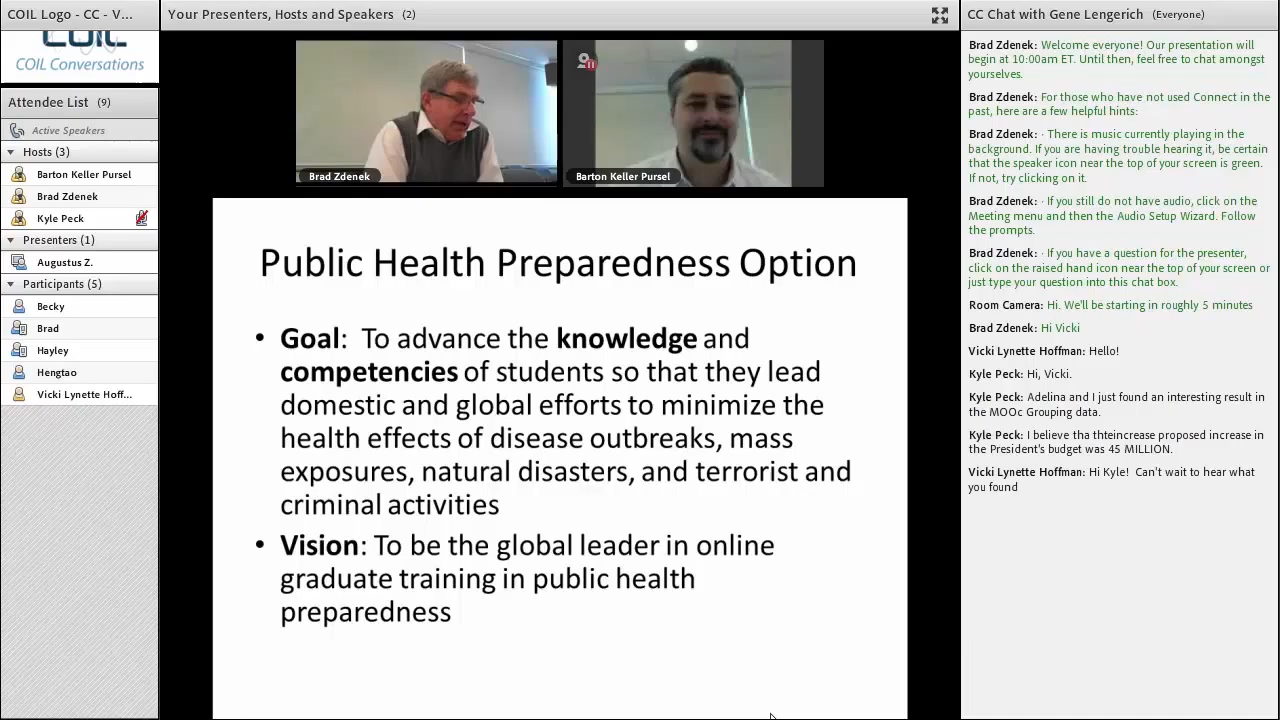 COIL Logo - CC - V...
COIL
COIL Conversations
Attendee List (9)
Active Speakers
Hosts (3)
Barton Keller Pursel
Brad Zdenek
Kyle Peck
Presenters (1)
Augustus Z.
Participants (5)
Becky
Brad
Hayley
Hengtao
Vicki Lynette Hoff...
Your Presenters, Hosts and Speakers (2)
Brad Zdenek
Barton Keller Pursel
Public Health Preparedness Option
• Goal: To advance the knowledge and
competencies of students so that they lead
domestic and global efforts to minimize the
health effects of disease outbreaks, mass
exposures, natural disasters, and terrorist and
criminal activities
• Vision: To be the global leader in online
graduate training in public health
preparedness
CC Chat with Gene Lengerich (Everyone)
Brad Zdenek: Welcome everyone! Our presentation will
begin at 10:00am ET. Until then, feel free to chat amongst
yourselves.
Brad Zdenek: For those who have not used Connect in the
past, here are a few helpful hints:
Brad Zdenek: · There is music currently playing in the
background. If you are having trouble hearing it, be certain
that the speaker icon near the top of your screen is green.
If not, try clicking on it.
Brad Zdenek: · If you still do not have audio, click on the
Meeting menu and then the Audio Setup Wizard. Follow
the prompts.
Brad Zdenek: · If you have a question for the presenter,
click on the raised hand icon near the top of your screen or
just type your question into this chat box.
Room Camera: Hi. We'll be starting in roughly 5 minutes
Brad Zdenek: Hi Vicki
Vicki Lynette Hoffman: Hello!
Kyle Peck: Hi, Vicki.
Kyle Peck: Adelina and I just found an interesting result in
the MOOc Grouping data.
Kyle Peck: I believe tha thteincrease proposed increase in
the President's budget was 45 MILLION.
Vicki Lynette Hoffman: Hi Kyle! Can't wait to hear what
you found